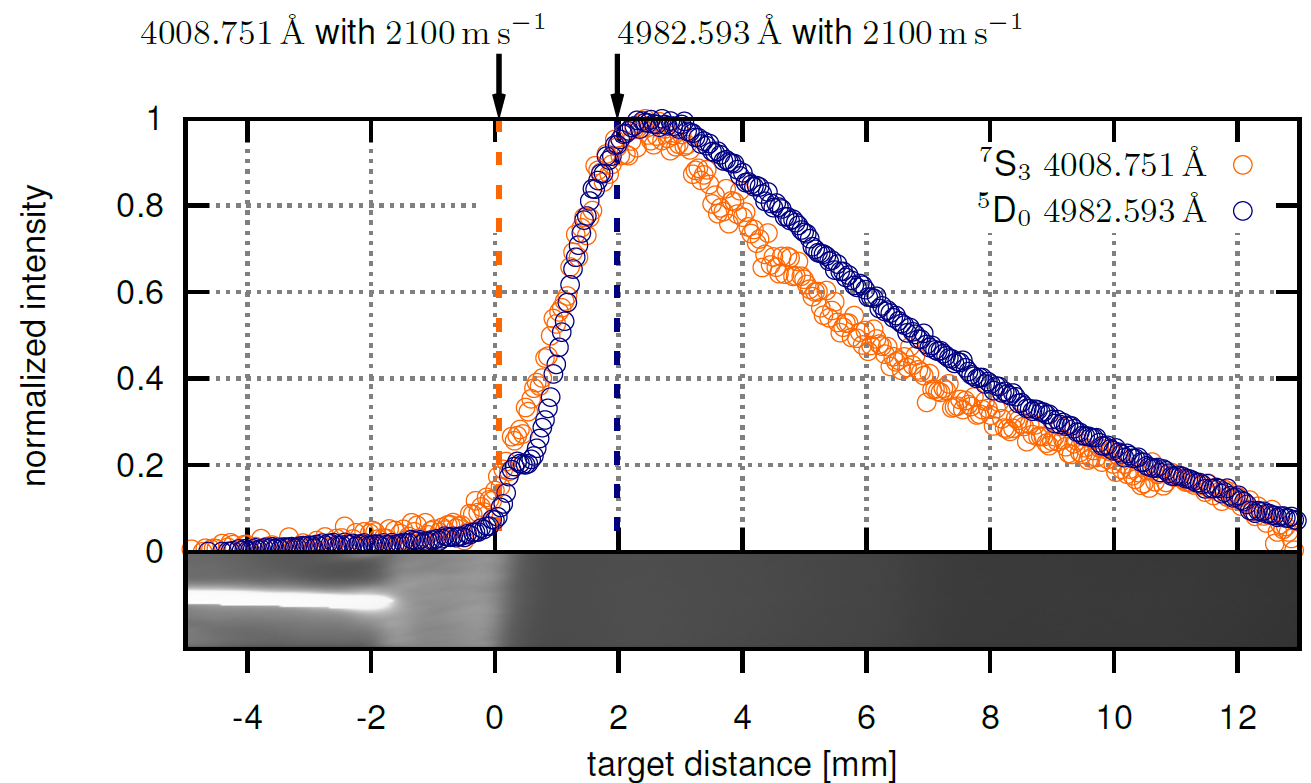 4008.751 Å with 2100 m s⁻¹ 4982.593 Å with 2100 m s⁻¹
⁷S₃ 4008.751 Å
⁵D₀ 4982.593 Å
normalized intensity
1
0.8
0.6
0.4
0.2
0
-4 -2 0 2 4 6 8 10 12
target distance [mm]